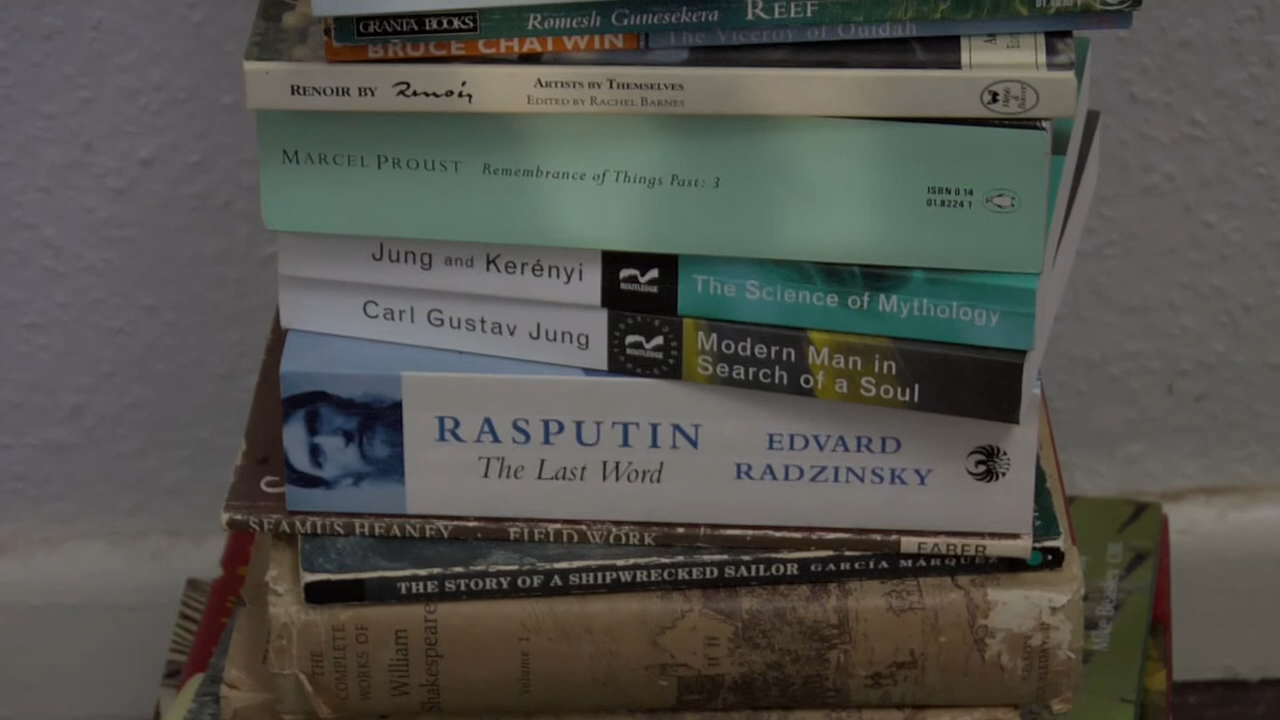 GRANTA BOOKS Romesh Gunesekera REEF
BRUCE CHATWIN The Viceroy of Ouidah
RENOIR BY Renoir ARTISTS BY THEMSELVES
EDITED BY RACHEL BARNES
MARCEL PROUST Remembrance of Things Past: 3
ISBN 0 14
01.8224 1
Jung and Kerényi ROUTLEDGE The Science of Mythology
Carl Gustav Jung ROUTLEDGE Modern Man in
Search of a Soul
RASPUTIN EDVARD
The Last Word RADZINSKY
SEAMUS HEANEY FIELD WORK FABER
THE STORY OF A SHIPWRECKED SAILOR GARCÍA MÁRQUEZ
THE
COMPLETE
WORKS OF
William
Shakespeare
Volume 1